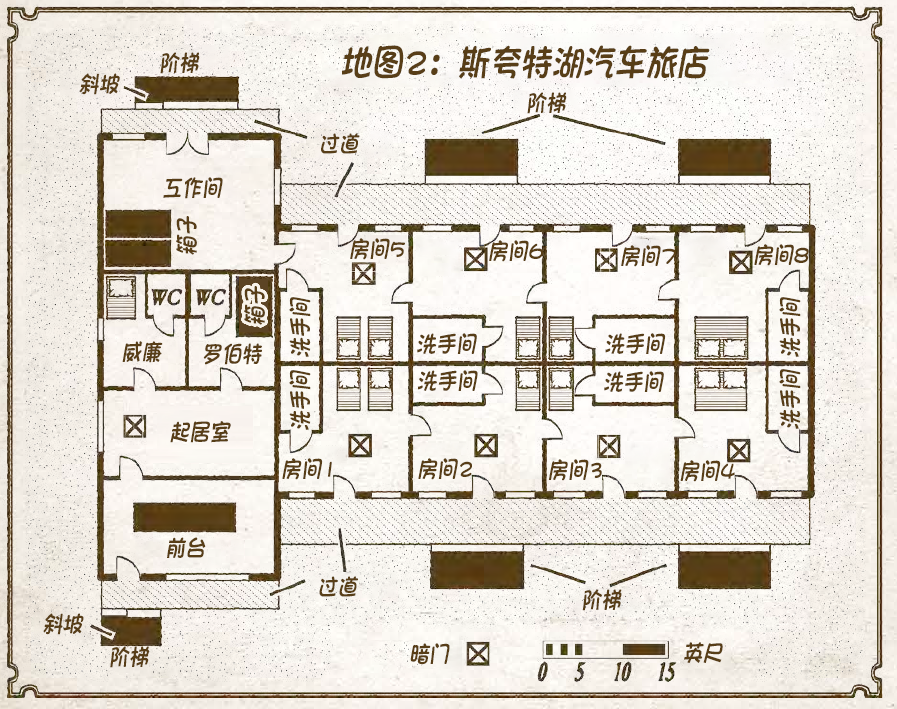 地图2：斯夸特湖汽车旅店
阶梯
斜坡
阶梯
过道
工作间
箱子
房间5
房间6
房间7
房间8
WC
WC
箱子
洗手间
洗手间
洗手间
洗手间
威廉
罗伯特
洗手间
洗手间
洗手间
洗手间
起居室
房间1
房间2
房间3
房间4
前台
过道
阶梯
斜坡
阶梯
暗门
0 5 10 15 英尺